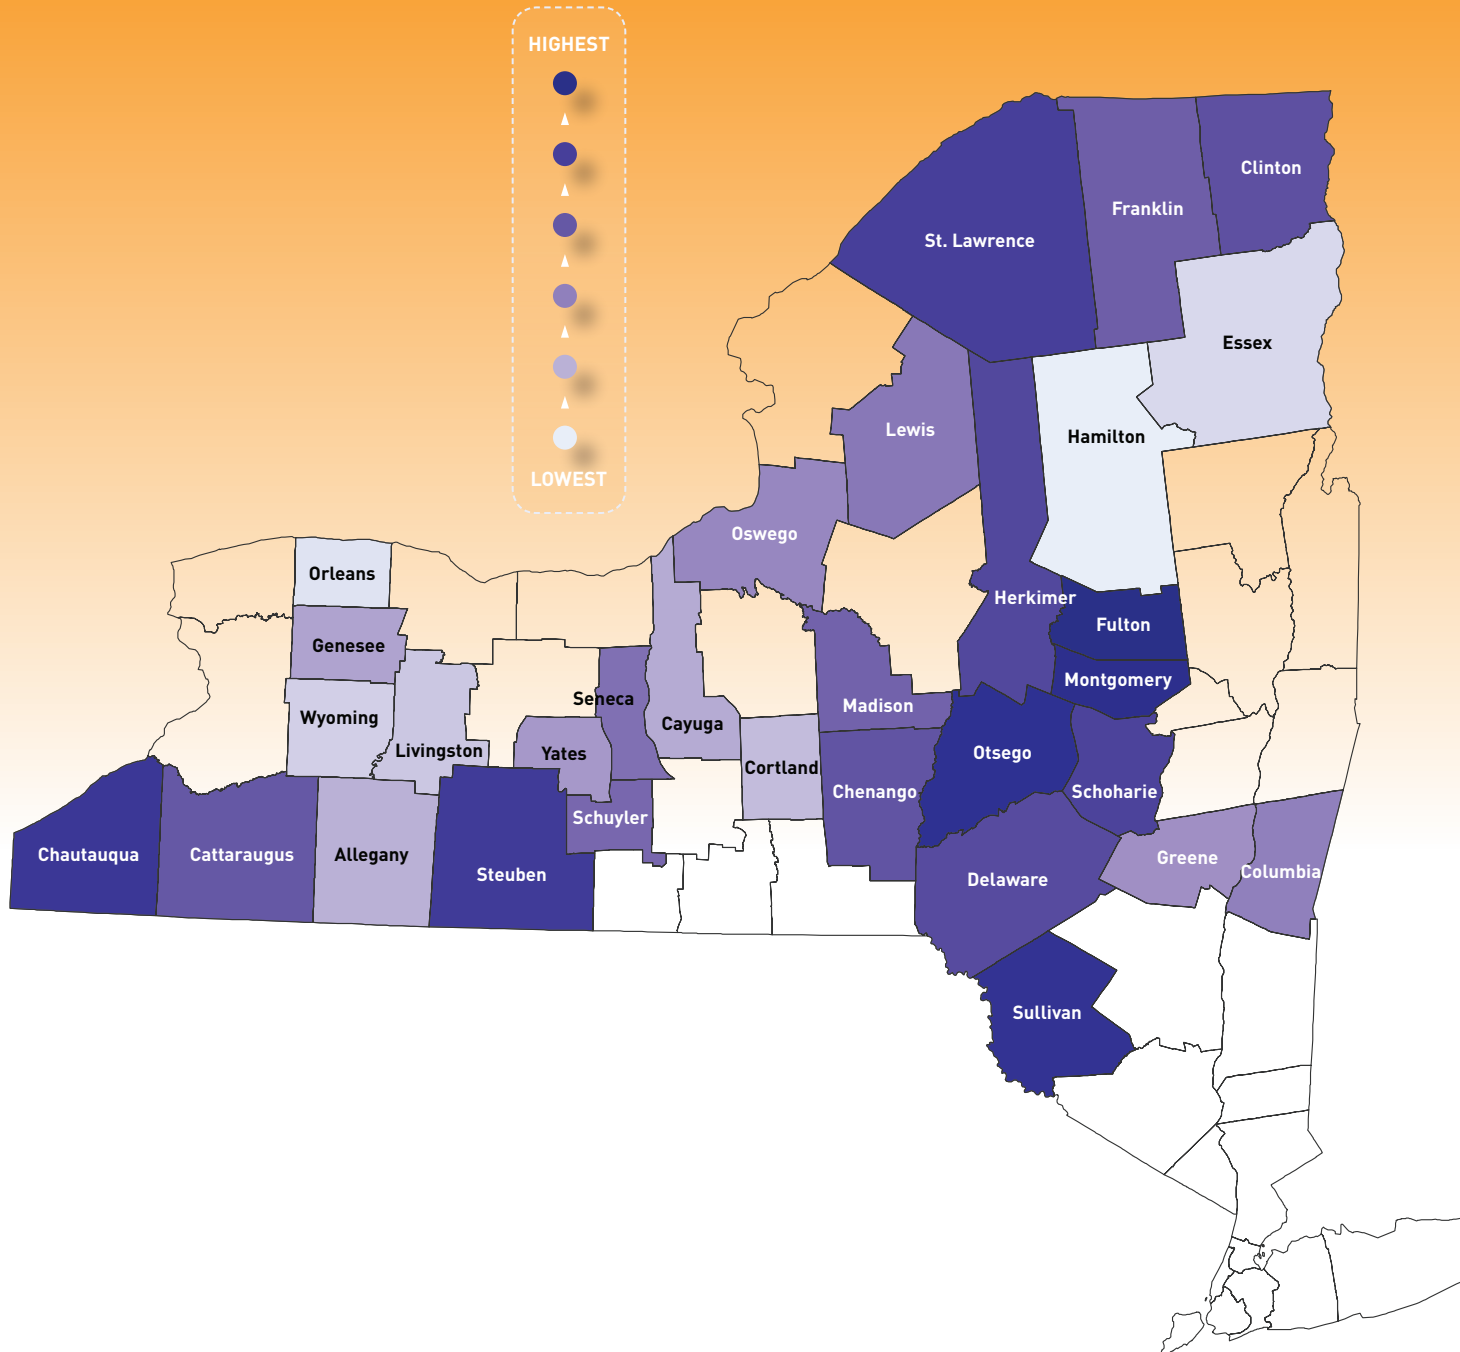 HIGHEST
LOWEST
Clinton
Franklin
St. Lawrence
Essex
Lewis
Hamilton
Oswego
Orleans
Herkimer
Fulton
Genesee
Montgomery
Seneca
Madison
Wyoming
Cayuga
Livingston
Yates
Otsego
Cortland
Chenango
Schoharie
Schuyler
Chautauqua
Cattaraugus
Allegany
Greene
Steuben
Columbia
Delaware
Sullivan